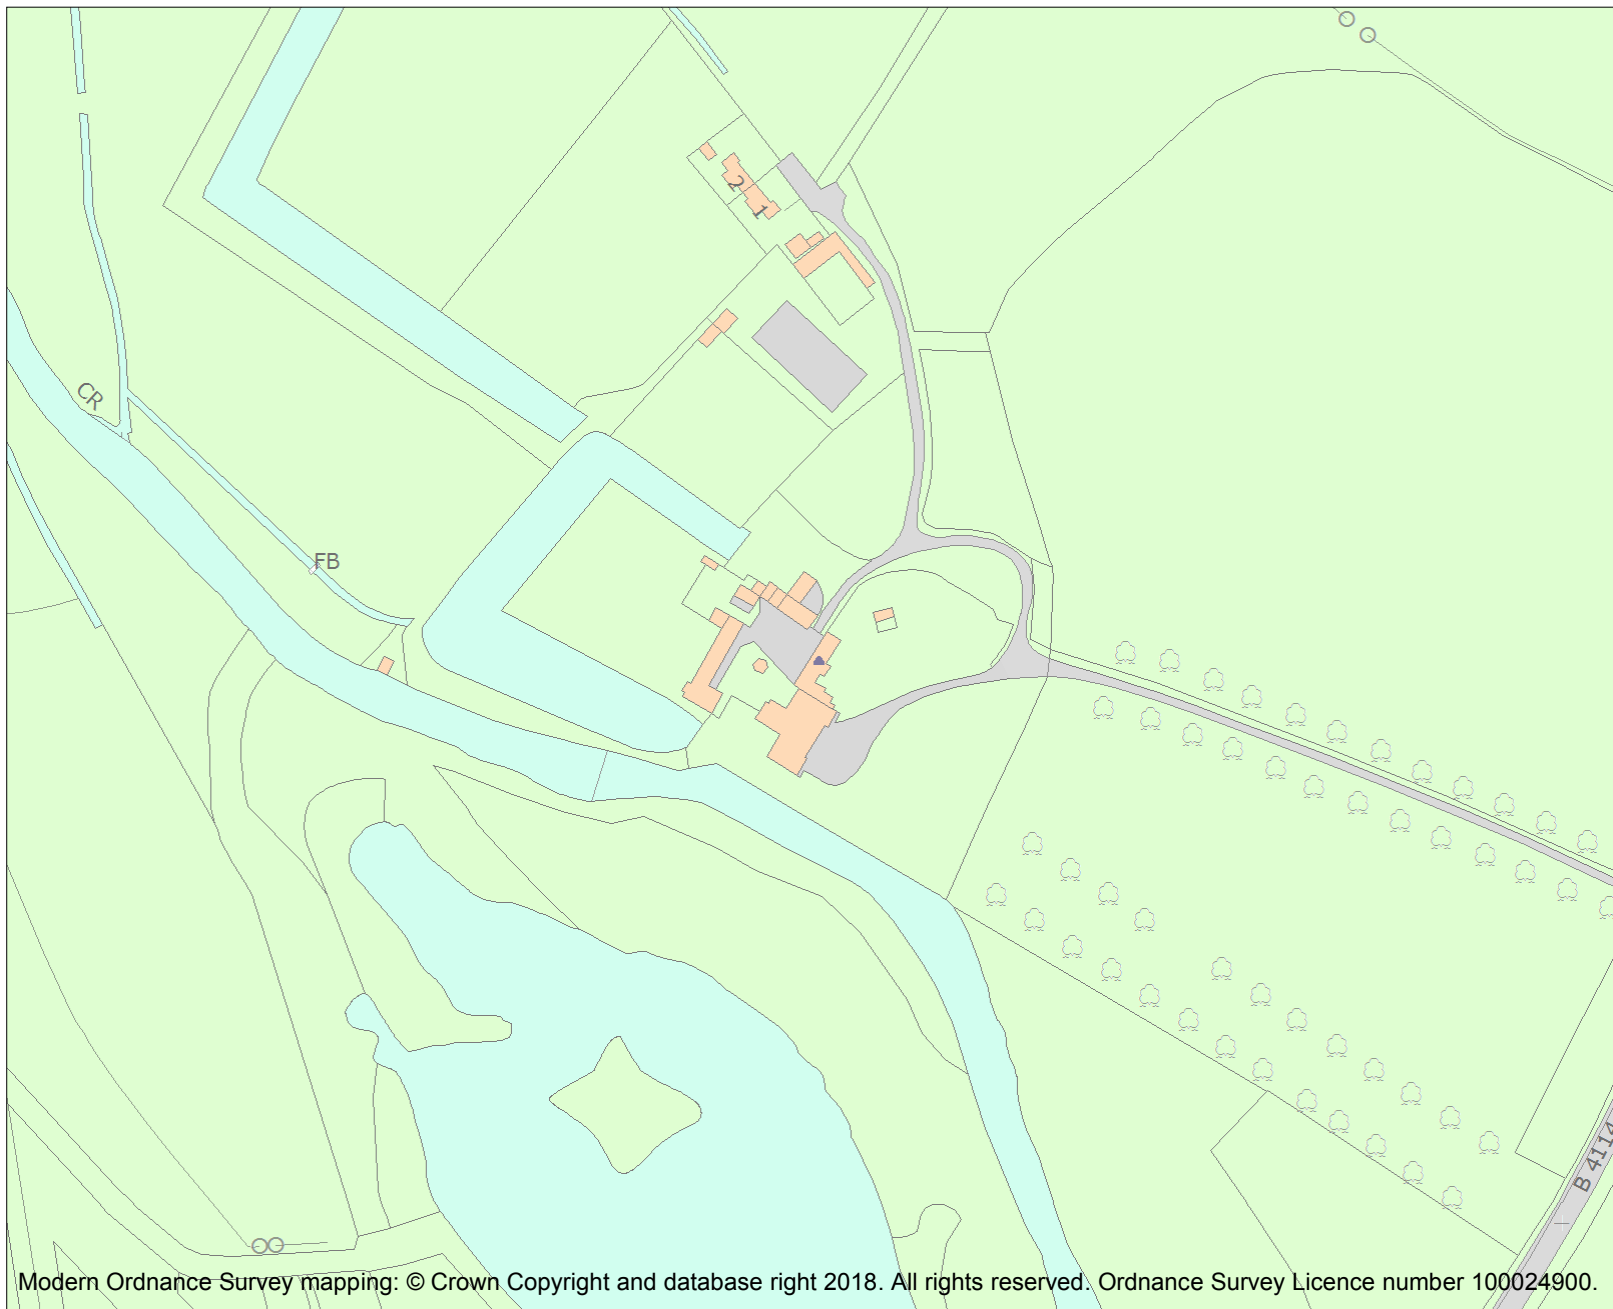 2
1
CR
FB
B 4114
Modern Ordnance Survey mapping: © Crown Copyright and database right 2018. All rights reserved. Ordnance Survey Licence number 100024900.